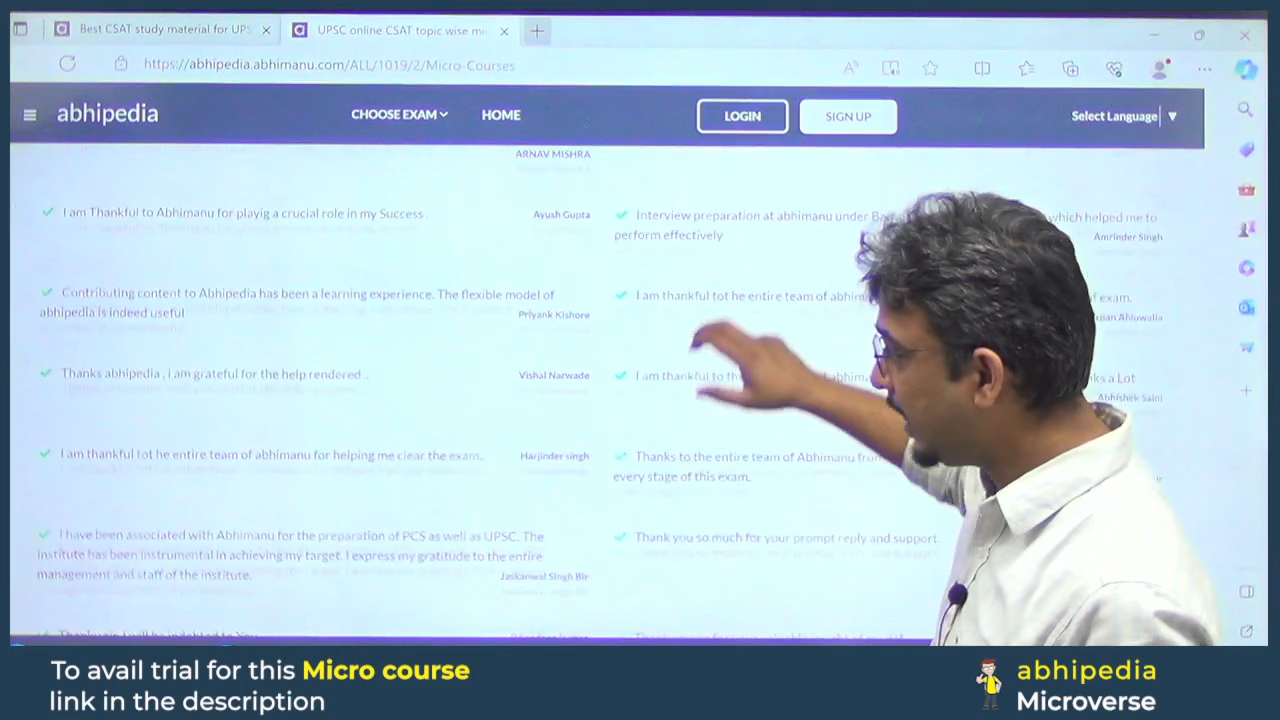 Best CSAT study material for UPS
UPSC online CSAT topic wise mi
https://abhipedia.abhimanu.com/ALL/1019/2/Micro-Courses
abhipedia
CHOOSE EXAM
HOME
LOGIN
SIGN UP
Select Language
ARNAV MISHRA
I am Thankful to Abhimanu for playig a crucial role in my Success .
Ayush Gupta
Interview preparation at abhimanu under
which helped me to
perform effectively
Amrinder Singh
Contributing content to Abhipedia has been a learning experience. The flexible model of
abhipedia is indeed useful
Priyank Kishore
I am thankful tot he entire team of
of exam.
Ahluwalia
Thanks abhipedia , i am grateful for the help rendered ..
Vishal Narwade
I am thankful to
a Lot
Abhishek Saini
I am thankful tot he entire team of abhimanu for helping me clear the exam..
Harjinder singh
Thanks to the entire team of Abhimanu
every stage of this exam.
I have been associated with Abhimanu for the preparation of PCS as well as UPSC. The
institute has been instrumental in achieving my target. I express my gratitude to the entire
management and staff of the institute.
Jaskanwal Singh Bir
Thank you so much for your prompt reply and support.
To avail trial for this Micro course
link in the description
abhipedia
Microverse